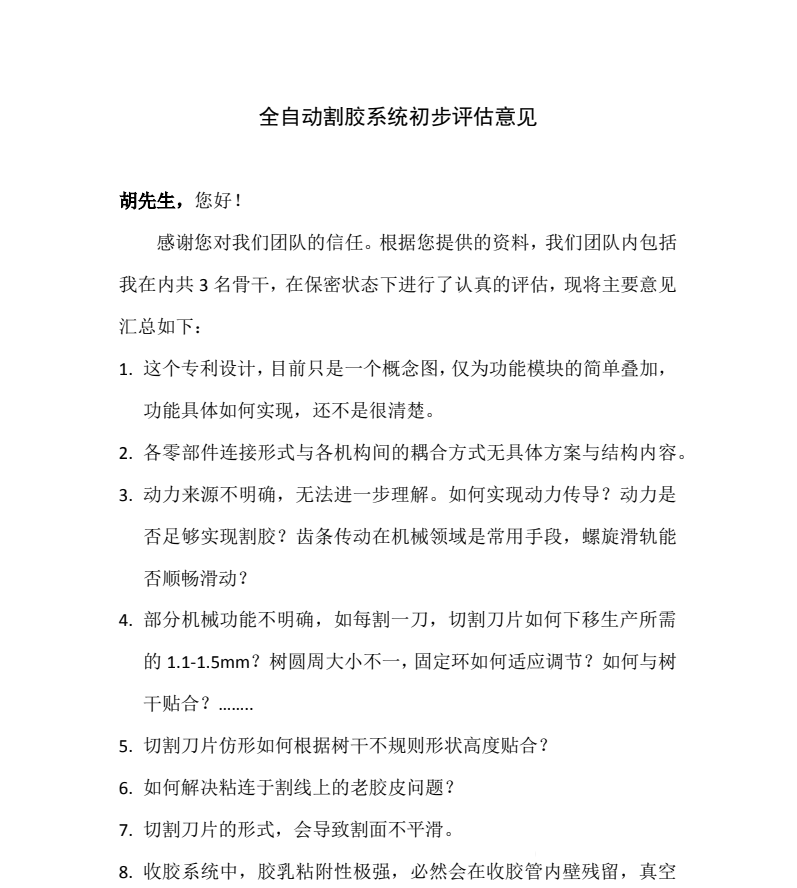 全自动割胶系统初步评估意见
胡先生，您好！
感谢您对我们团队的信任。根据您提供的资料，我们团队内包括
我在内共 3 名骨干，在保密状态下进行了认真的评估，现将主要意见
汇总如下：
1. 这个专利设计，目前只是一个概念图，仅为功能模块的简单叠加，
功能具体如何实现，还不是很清楚。
2. 各零部件连接形式与各机构间的耦合方式无具体方案与结构内容。
3. 动力来源不明确，无法进一步理解。如何实现动力传导？动力是
否足够实现割胶？齿条传动在机械领域是常用手段，螺旋滑轨能
否顺畅滑动？
4. 部分机械功能不明确，如每割一刀，切割刀片如何下移生产所需
的 1.1-1.5mm？树圆周大小不一，固定环如何适应调节？如何与树
干贴合？……..
5. 切割刀片仿形如何根据树干不规则形状高度贴合？
6. 如何解决粘连于割线上的老胶皮问题？
7. 切割刀片的形式，会导致割面不平滑。
8. 收胶系统中，胶乳粘附性极强，必然会在收胶管内壁残留，真空